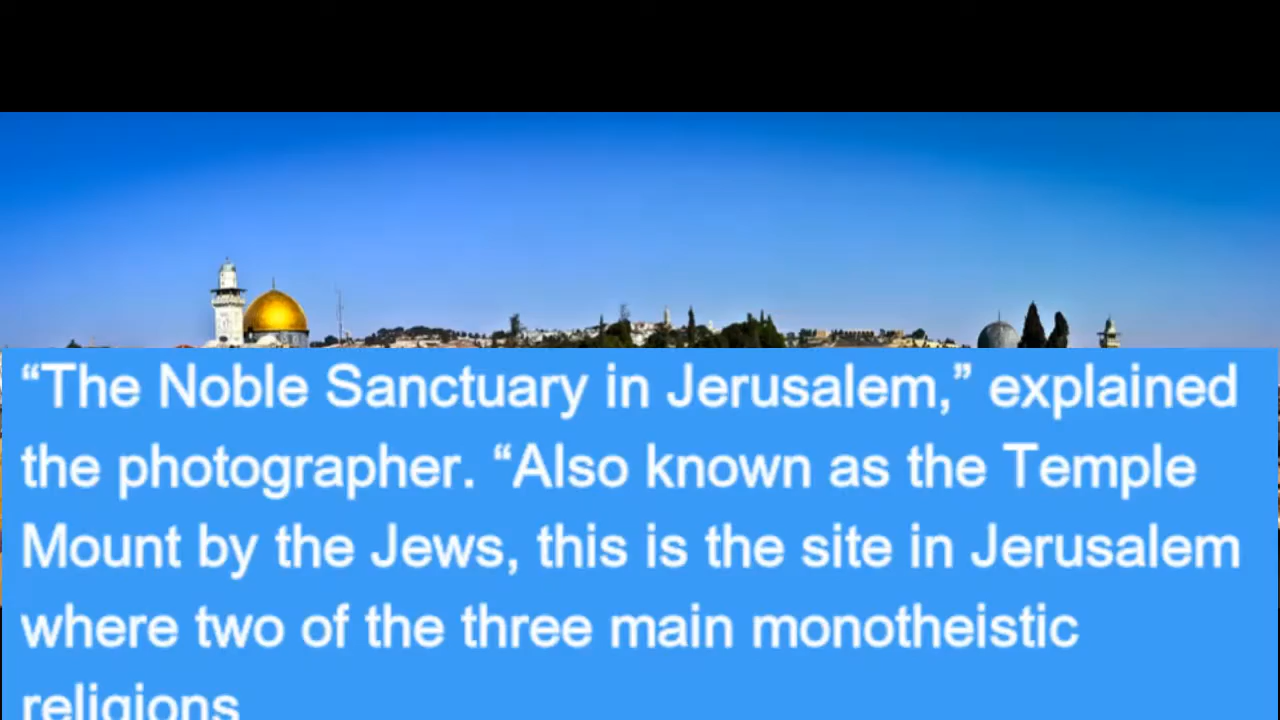 “The Noble Sanctuary in Jerusalem,” explained
the photographer. “Also known as the Temple
Mount by the Jews, this is the site in Jerusalem
where two of the three main monotheistic
religions